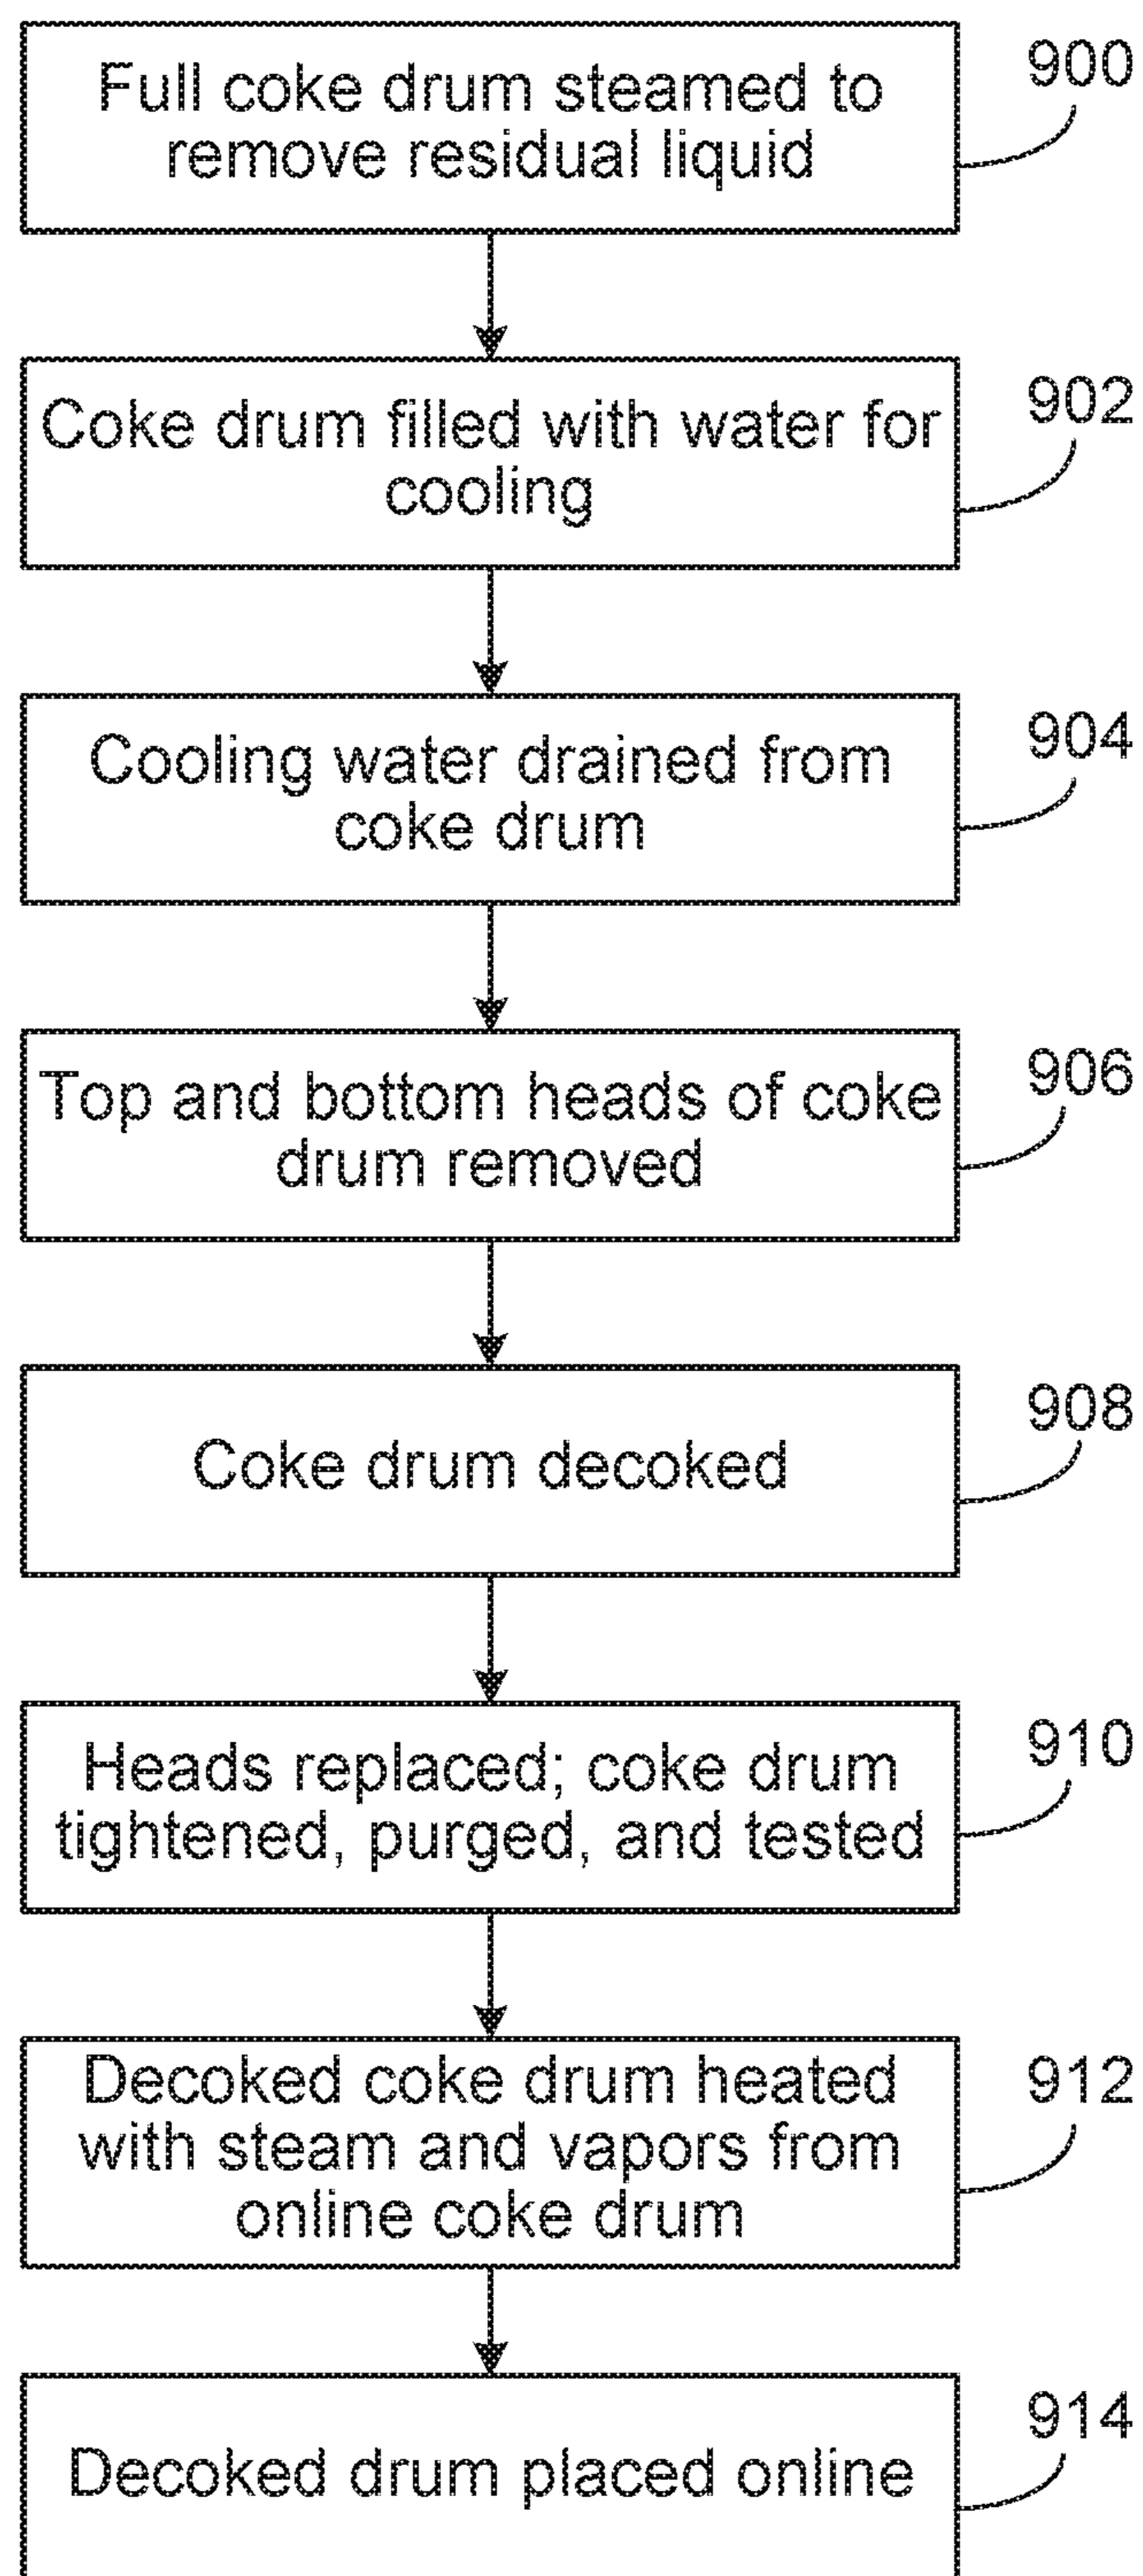 Full coke drum steamed to
remove residual liquid
900
Coke drum filled with water for
cooling
902
Cooling water drained from
coke drum
904
Top and bottom heads of coke
drum removed
906
Coke drum decoked
908
Heads replaced; coke drum
tightened, purged, and tested
910
Decoked coke drum heated
with steam and vapors from
online coke drum
912
Decoked drum placed online
914